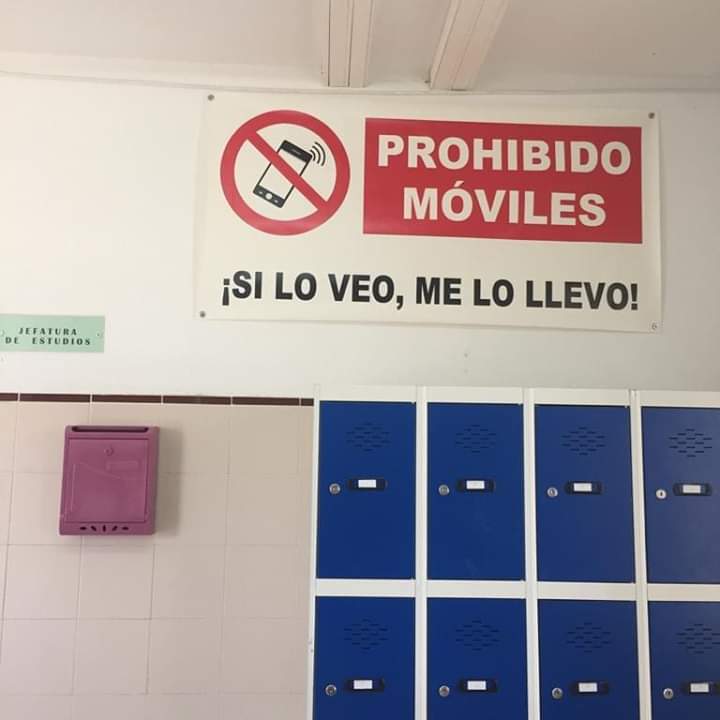 PROHIBIDO
MÓVILES
¡SI LO VEO, ME LO LLEVO!
JEFATURA
DE ESTUDIOS